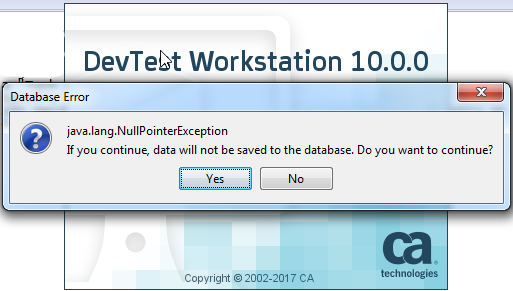 DevTest Workstation 10.0.0
Database Error
java.lang.NullPointerException
If you continue, data will not be saved to the database. Do you want to continue?
Yes No
ca
technologies
Copyright © 2002-2017 CA